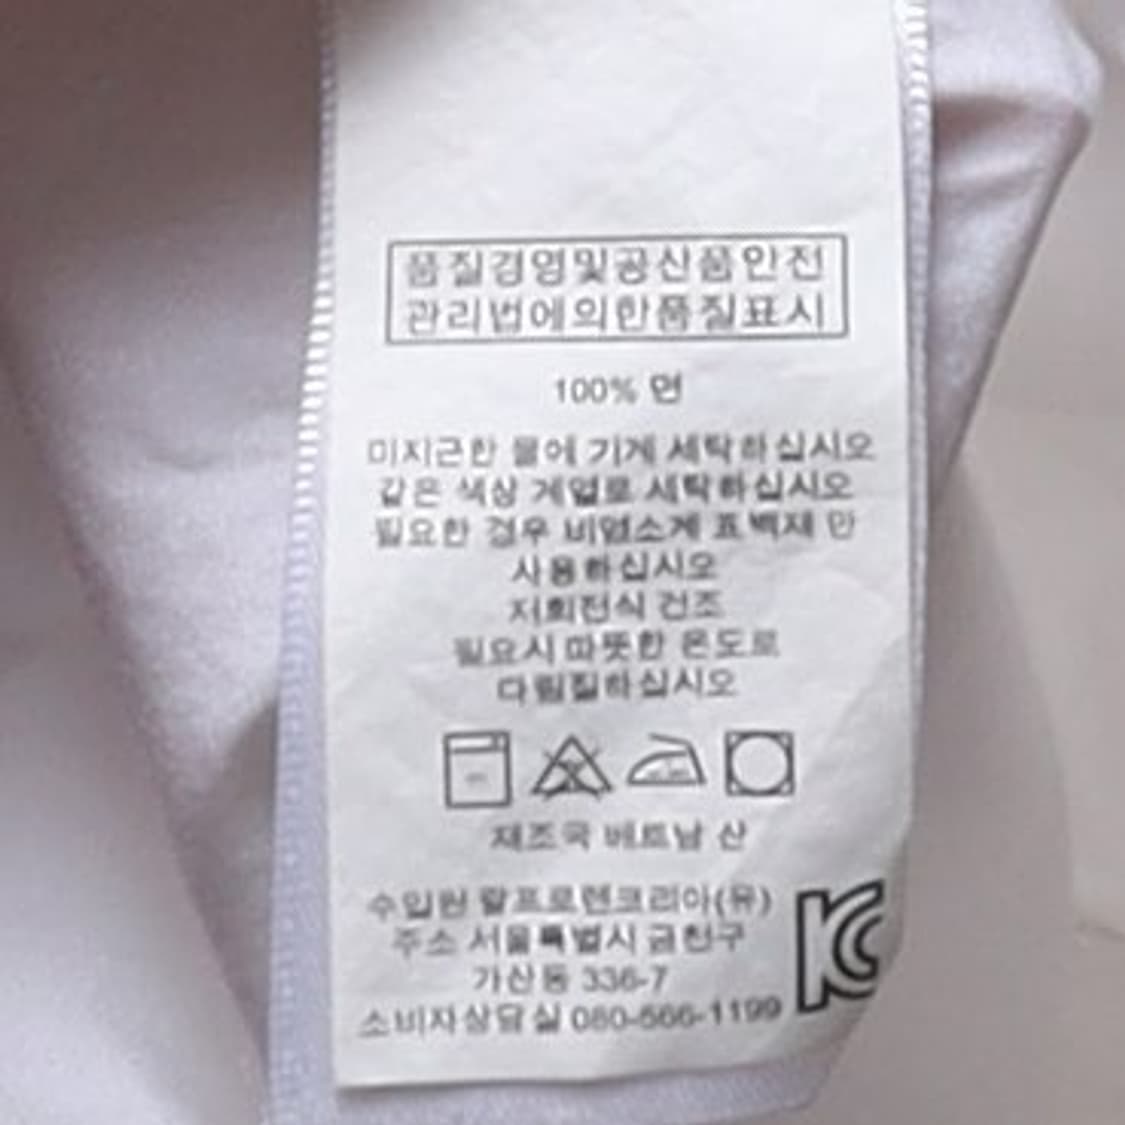 품질경영및공산품안전
관리법에의한품질표시
100% 면
미지근한 물에 기계 세탁하십시오
같은 색상 계열로 세탁하십시오
필요한 경우 비염소계 표백제 만
사용하십시오
저회전식 건조
필요시 따뜻한 온도로
다림질하십시오
제조국 베트남 산
수입원 랄프로렌코리아(유)
주소 서울특별시 금천구
가산동 336-7
소비자상담실 080-566-1199
KC